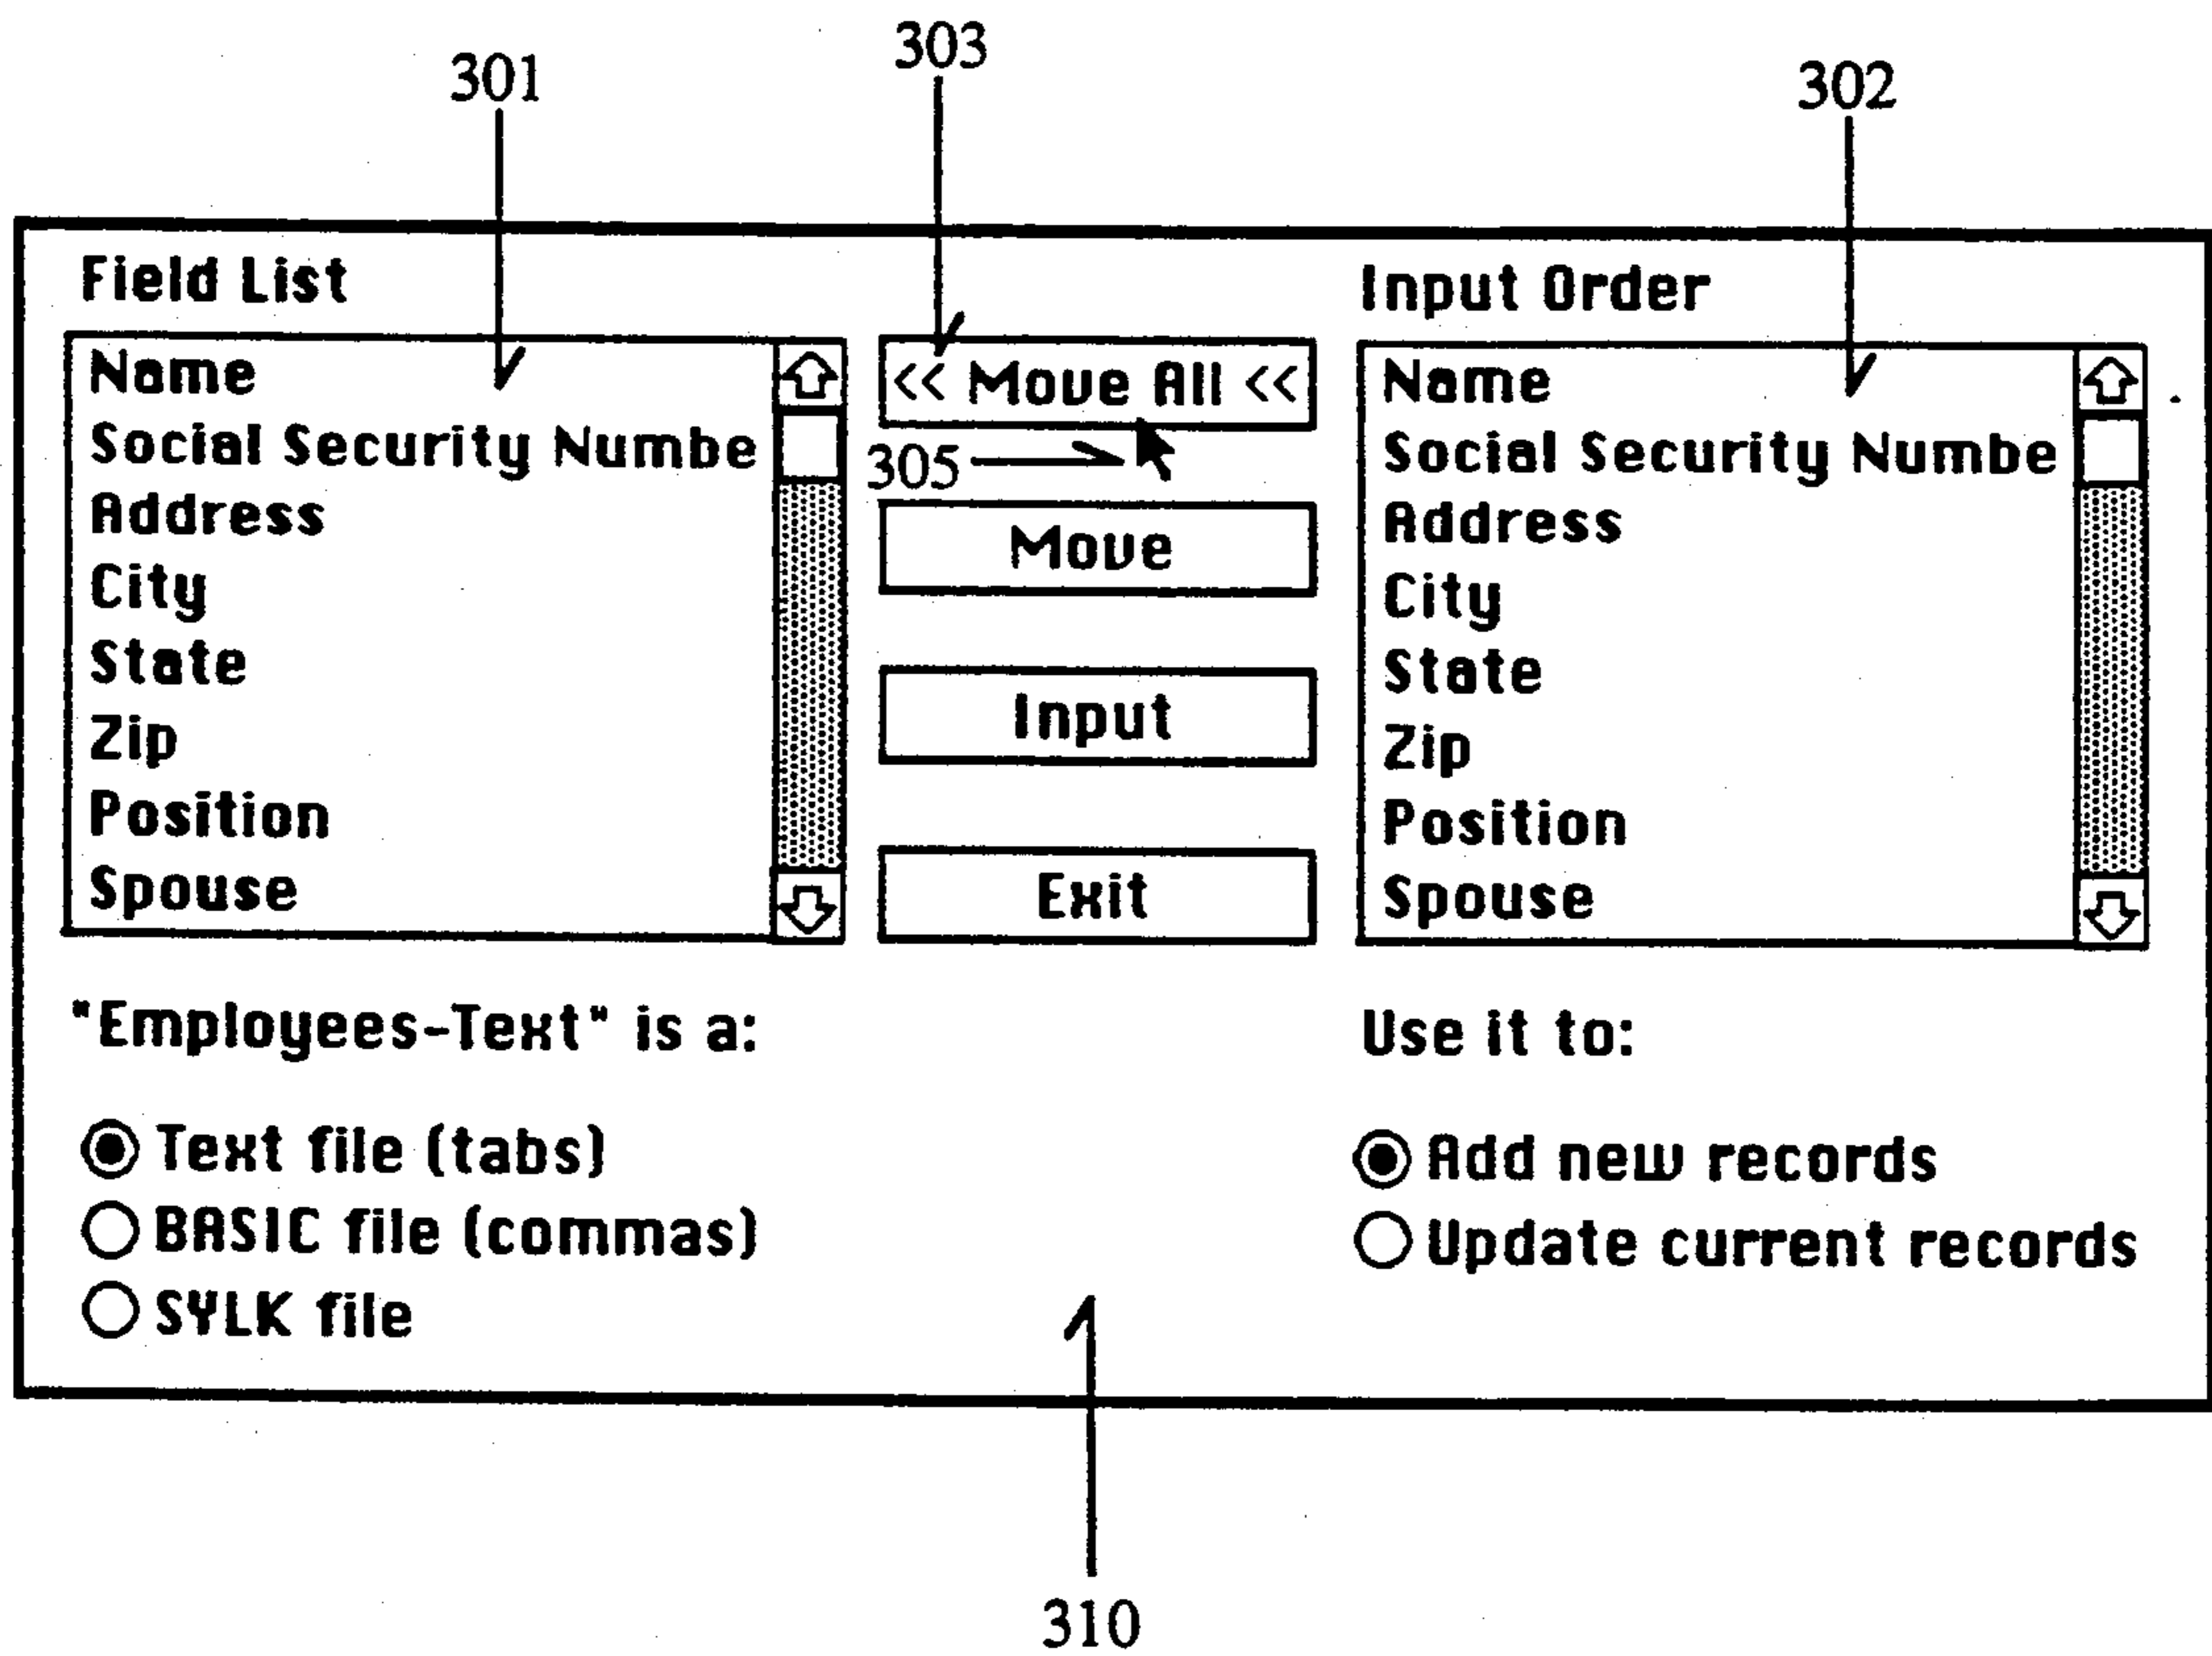 303
301
302
Field List
Input Order
Name
Social Security Numbe
Address
City
State
Zip
Position
Spouse
<< Move All <<
305
Move
Input
Exit
Name
Social Security Numbe
Address
City
State
Zip
Position
Spouse
"Employees-Text" is a:
Text file (tabs)
BASIC file (commas)
SYLK file
Use it to:
Add new records
Update current records
310